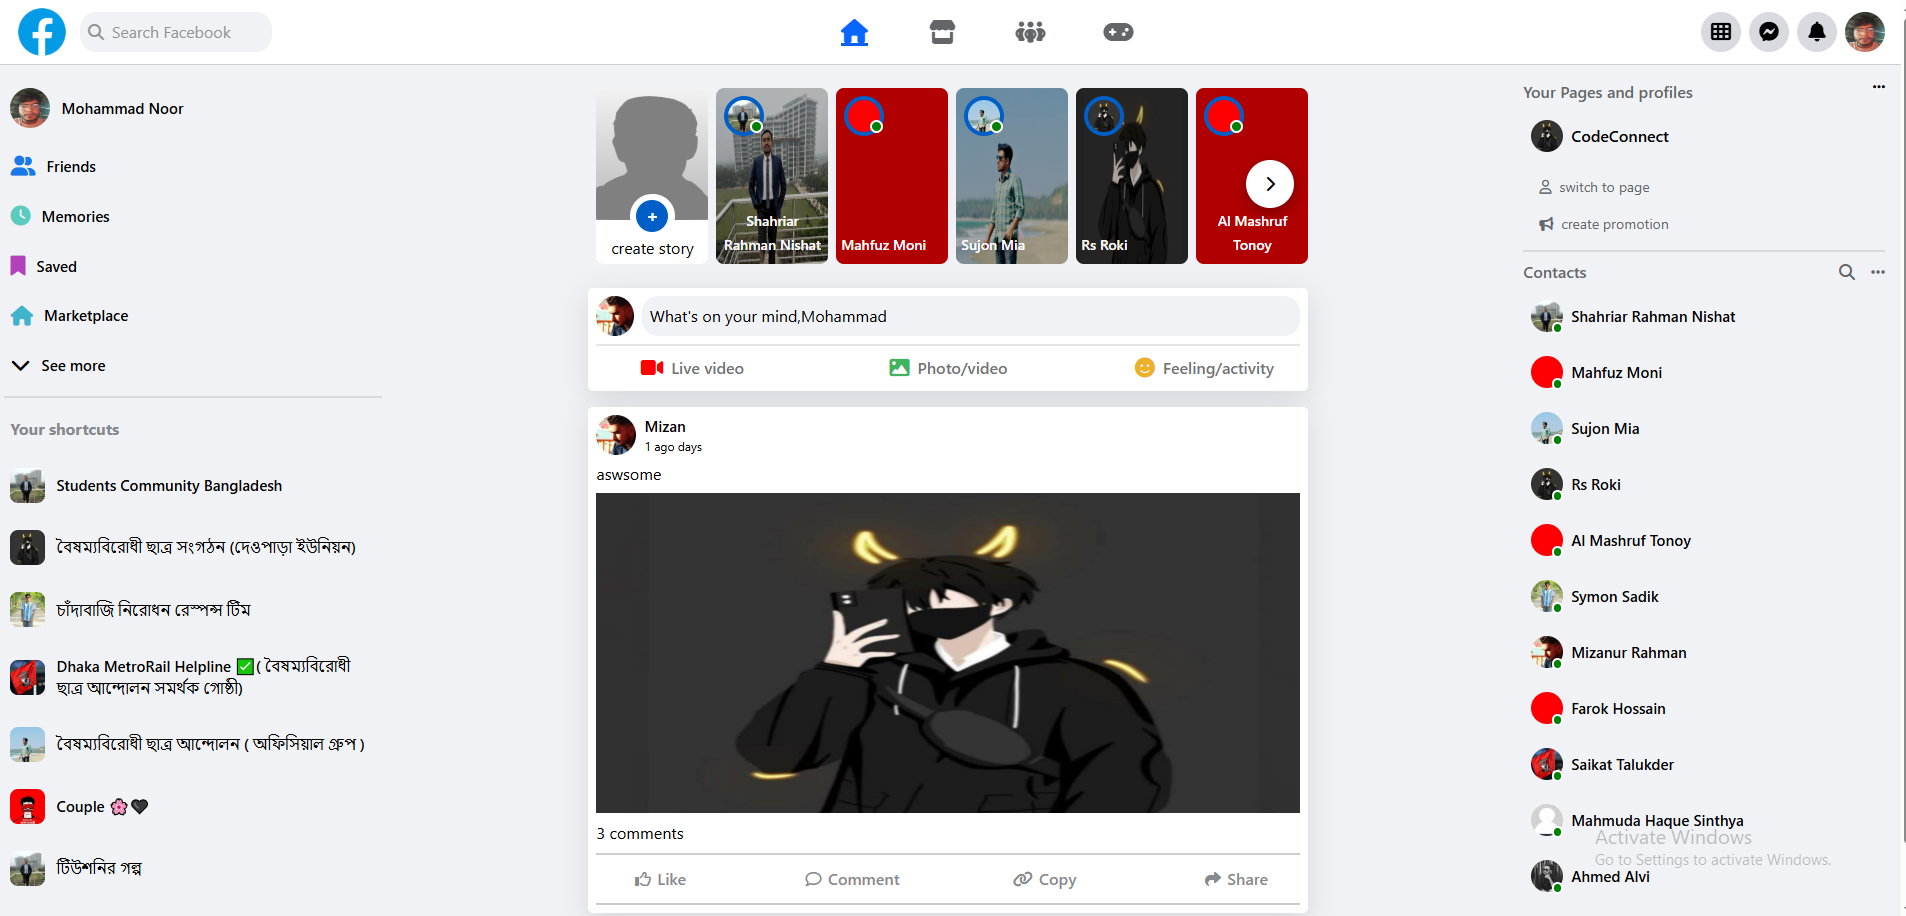 Search Facebook
Mohammad Noor
Friends
Memories
Saved
Marketplace
See more
Your shortcuts
Students Community Bangladesh
বৈষম্যবিরোধী ছাত্র সংগঠন (দেওপাড়া ইউনিয়ন)
চাঁদাবাজি নিরোধন রেস্পন্স টিম
Dhaka MetroRail Helpline ✅ ( বৈষম্যবিরোধী
ছাত্র আন্দোলন সমর্থক গোষ্ঠী)
বৈষম্যবিরোধী ছাত্র আন্দোলন ( অফিসিয়াল গ্রুপ )
Couple 🌸🖤
টিউশনির গল্প
create story
Shahriar
Rahman Nishat
Mahfuz Moni
Sujon Mia
Rs Roki
Al Mashruf
Tonoy
What's on your mind,Mohammad
Live video
Photo/video
Feeling/activity
Mizan
1 ago days
aswsome
3 comments
Like
Comment
Copy
Share
Your Pages and profiles
CodeConnect
switch to page
create promotion
Contacts
Shahriar Rahman Nishat
Mahfuz Moni
Sujon Mia
Rs Roki
Al Mashruf Tonoy
Symon Sadik
Mizanur Rahman
Farok Hossain
Saikat Talukder
Mahmuda Haque Sinthya
Activate Windows
Go to Settings to activate Windows.
Ahmed Alvi